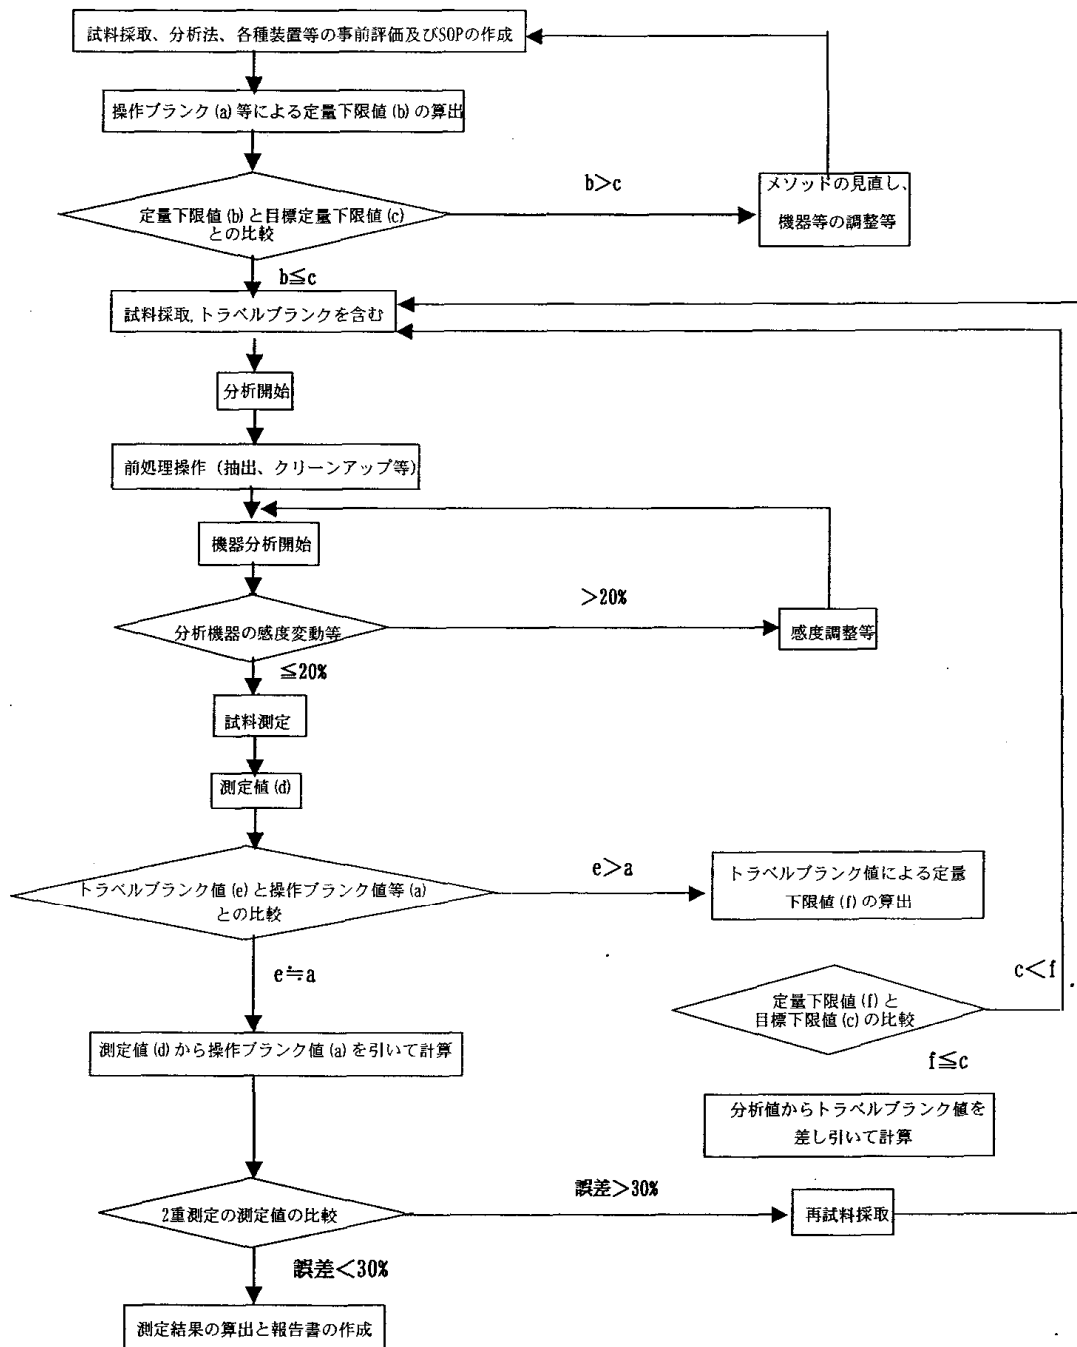 試料採取、分析法、各種装置等の事前評価及びSOPの作成
操作ブランク(a)等による定量下限値(b)の算出
定量下限値(b)と目標定量下限値(c)
との比較
b>c
メソッドの見直し、
機器等の調整等
b≦c
試料採取,トラベルブランクを含む
分析開始
前処理操作(抽出、クリーンアップ等)
機器分析開始
分析機器の感度変動等
>20%
感度調整等
≦20%
試料測定
測定値(d)
トラベルブランク値(e)と操作ブランク値等(a)
との比較
e>a
トラベルブランク値による定量
下限値(f)の算出
e≒a
c<f
定量下限値(f)と
目標下限値(c)の比較
f≦c
測定値(d)から操作ブランク値(a)を引いて計算
分析値からトラベルブランク値を
差し引いて計算
2重測定の測定値の比較
誤差>30%
再試料採取
誤差<30%
測定結果の算出と報告書の作成